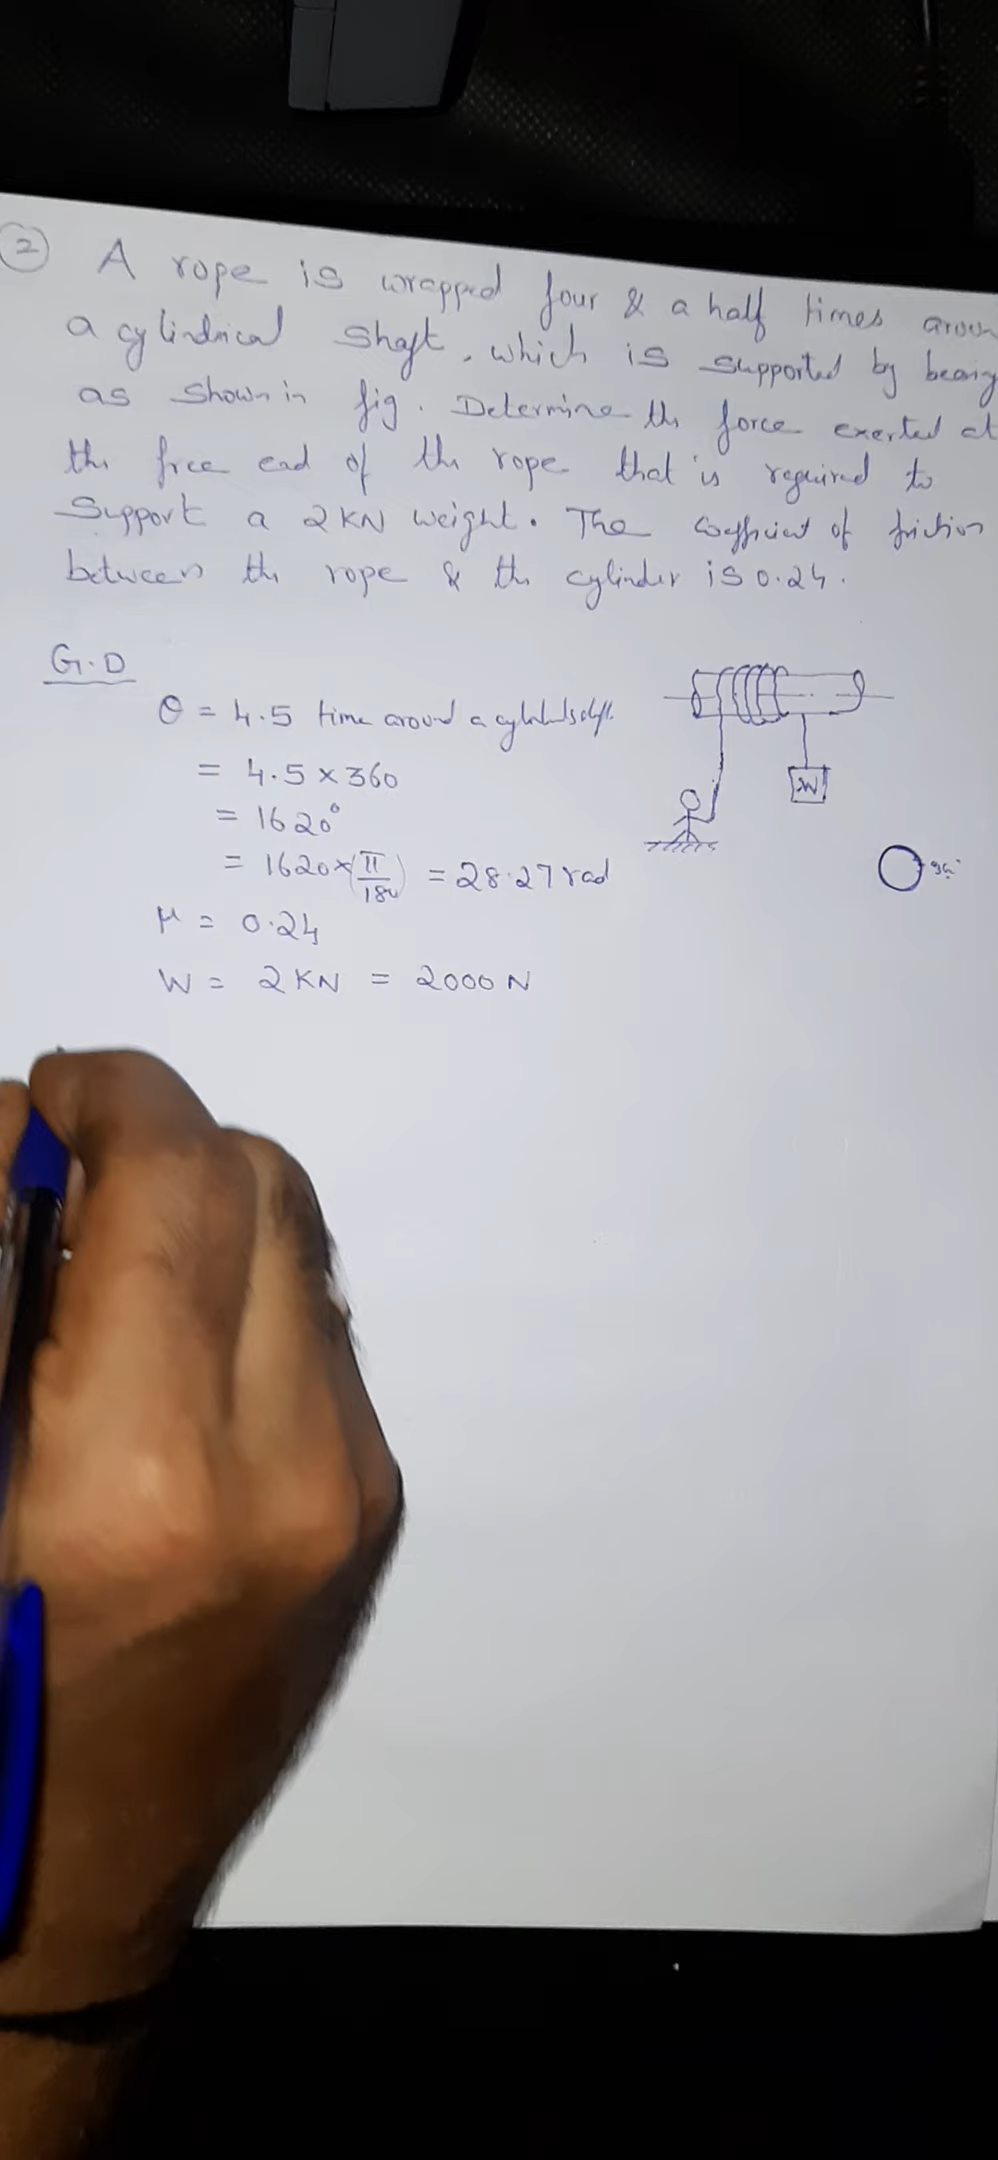 ② A rope is wrapped four & a half times aroun
a cylindrical shaft, which is supported by bearing
as shown in fig. Determine the force exerted at
the free end of the rope that is required to
Support a 2KN weight. The coefficient of friction
between the rope & the cylinder is 0.24.
G.D
θ = 4.5 time around a
= 4.5 × 360
= 1620°
= 1620 × (π/180) = 28.27 rad
μ = 0.24
W = 2KN = 2000 N
W